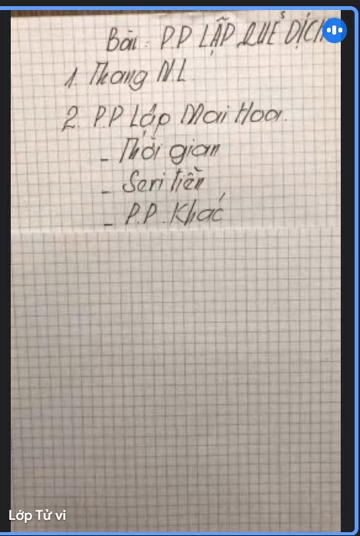 Bài: P.P LẬP QUẺ DỊCH
1. Thang N.L
2. P.P Lập Mai Hoa.
- Thời gian
- Seri tiền
- P.P. Khác
Lớp Tử vi